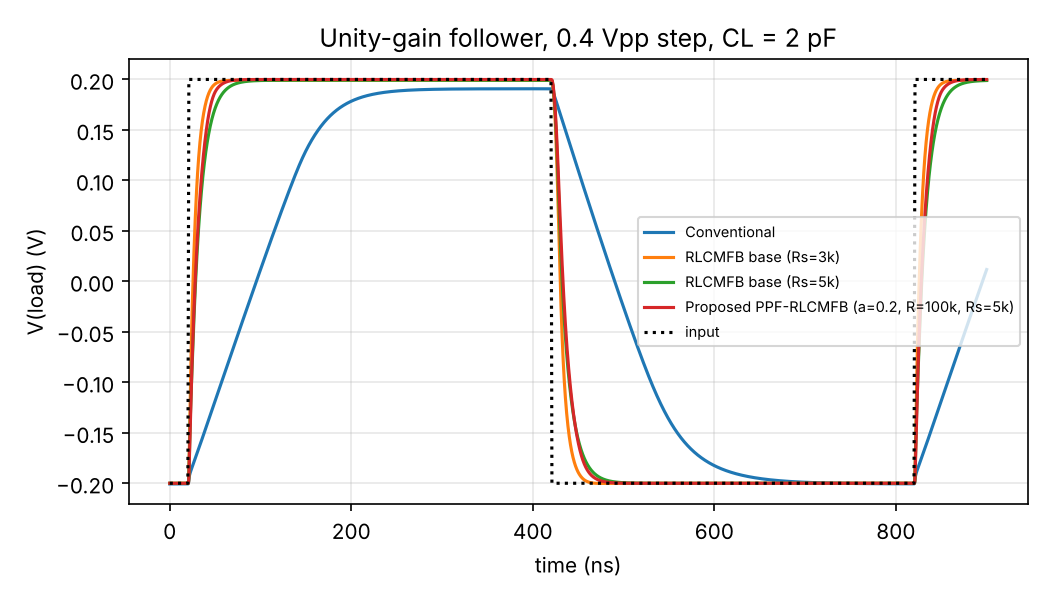 Unity-gain follower, 0.4 Vpp step, CL = 2 pF
V(load) (V)
0.20
0.15
0.10
0.05
0.00
−0.05
−0.10
−0.15
−0.20
Conventional
RLCMFB base (Rs=3k)
RLCMFB base (Rs=5k)
Proposed PPF-RLCMFB (a=0.2, R=100k, Rs=5k)
input
0 200 400 600 800
time (ns)